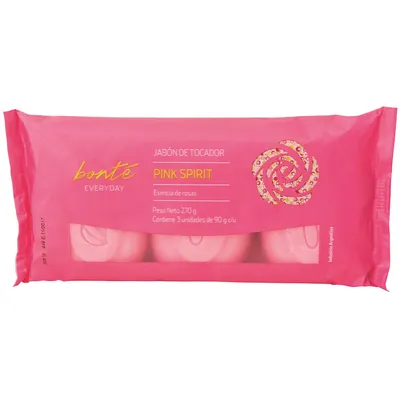 bonté
EVERYDAY
JABÓN DE TOCADOR
PINK SPIRIT
Esencia de rosas
Peso Neto 270 g
Contiene 3 unidades de 90 g c/u
Industria Argentina